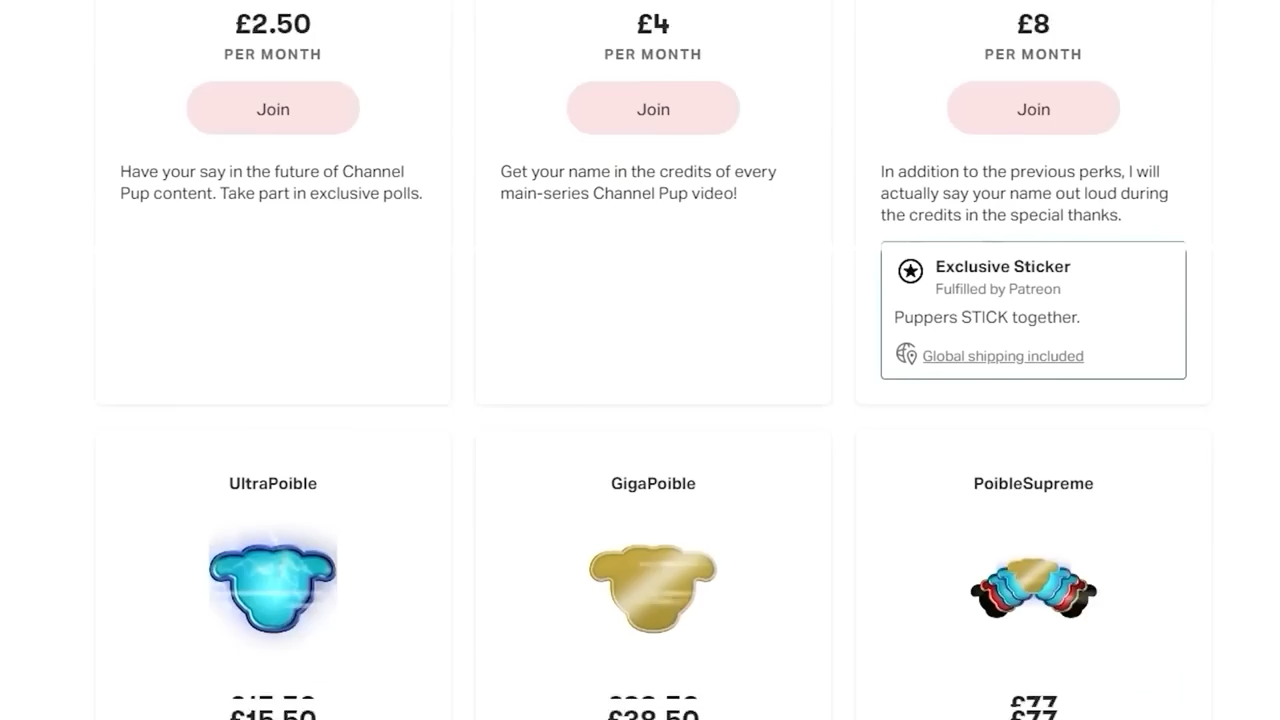 £2.50
PER MONTH
Join
Have your say in the future of Channel
Pup content. Take part in exclusive polls.
£4
PER MONTH
Join
Get your name in the credits of every
main-series Channel Pup video!
£8
PER MONTH
Join
In addition to the previous perks, I will
actually say your name out loud during
the credits in the special thanks.
Exclusive Sticker
Fulfilled by Patreon
Puppers STICK together.
Global shipping included
UltraPoible
£15.50
GigaPoible
£38.50
PoibleSupreme
£77